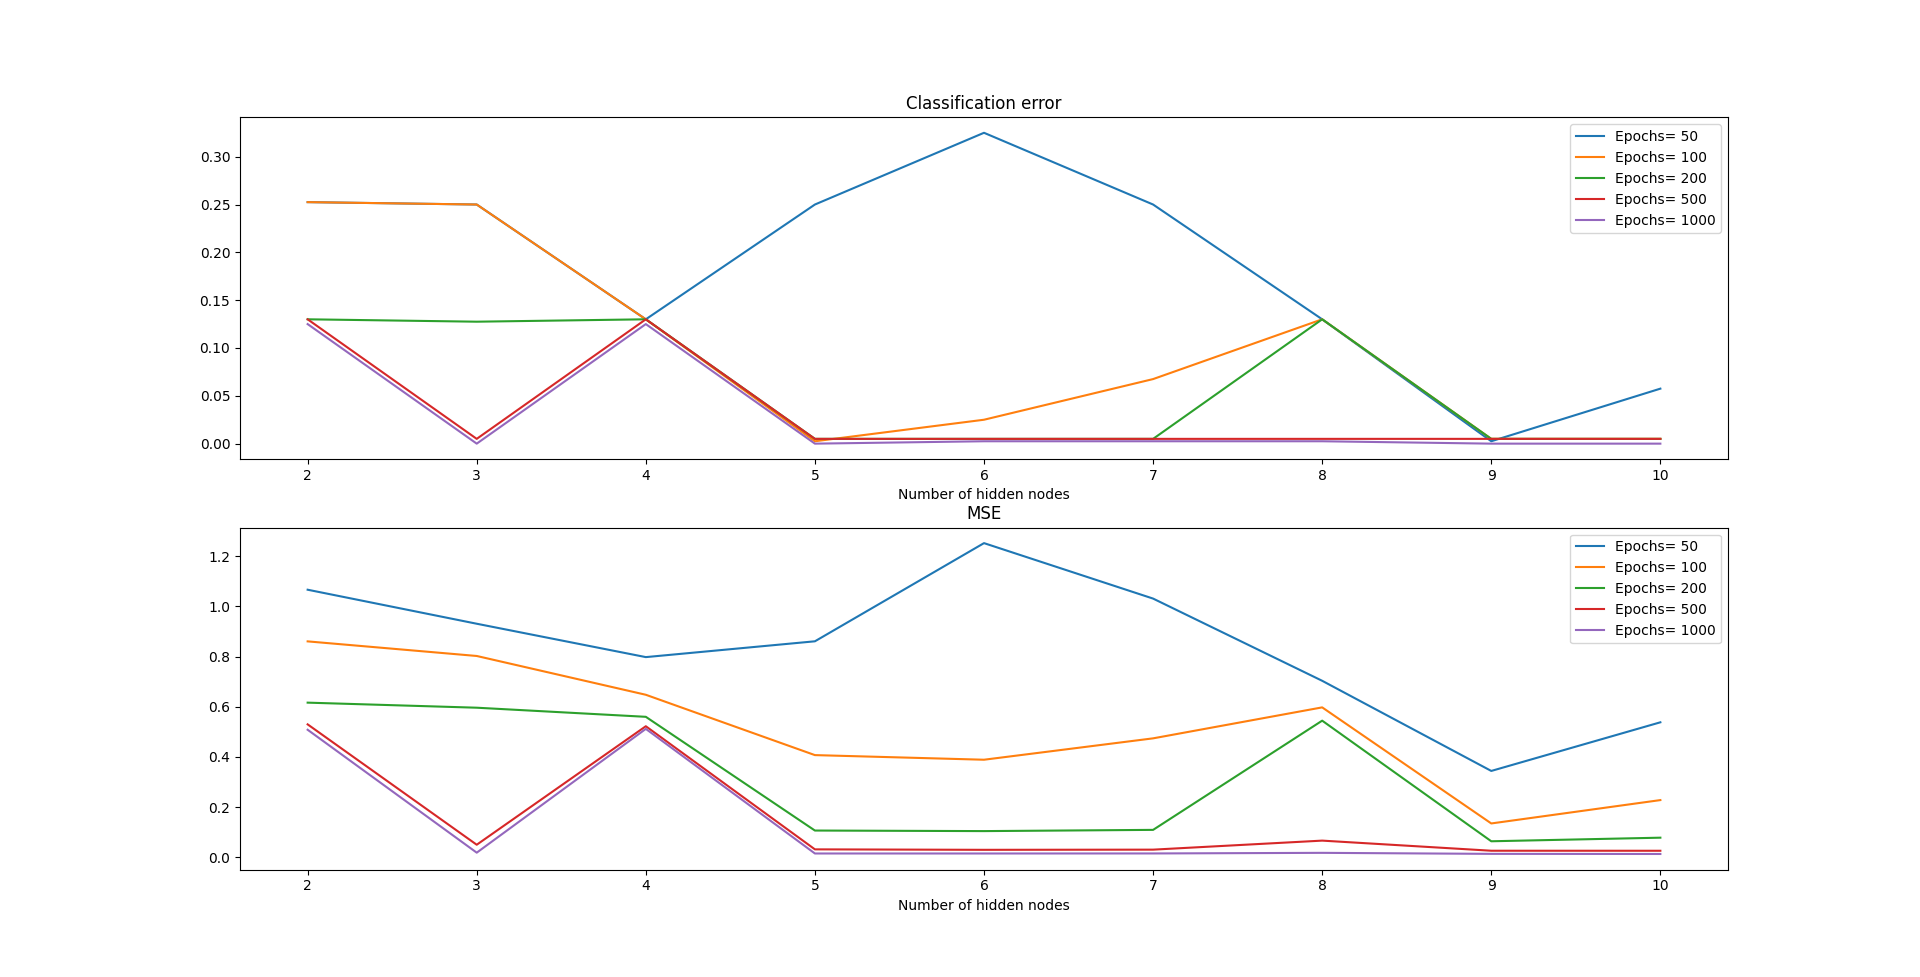 Classification error
0.30
0.25
0.20
0.15
0.10
0.05
0.00
Epochs= 50
Epochs= 100
Epochs= 200
Epochs= 500
Epochs= 1000
2 3 4 5 6 7 8 9 10
Number of hidden nodes
MSE
1.2
1.0
0.8
0.6
0.4
0.2
0.0
Epochs= 50
Epochs= 100
Epochs= 200
Epochs= 500
Epochs= 1000
2 3 4 5 6 7 8 9 10
Number of hidden nodes